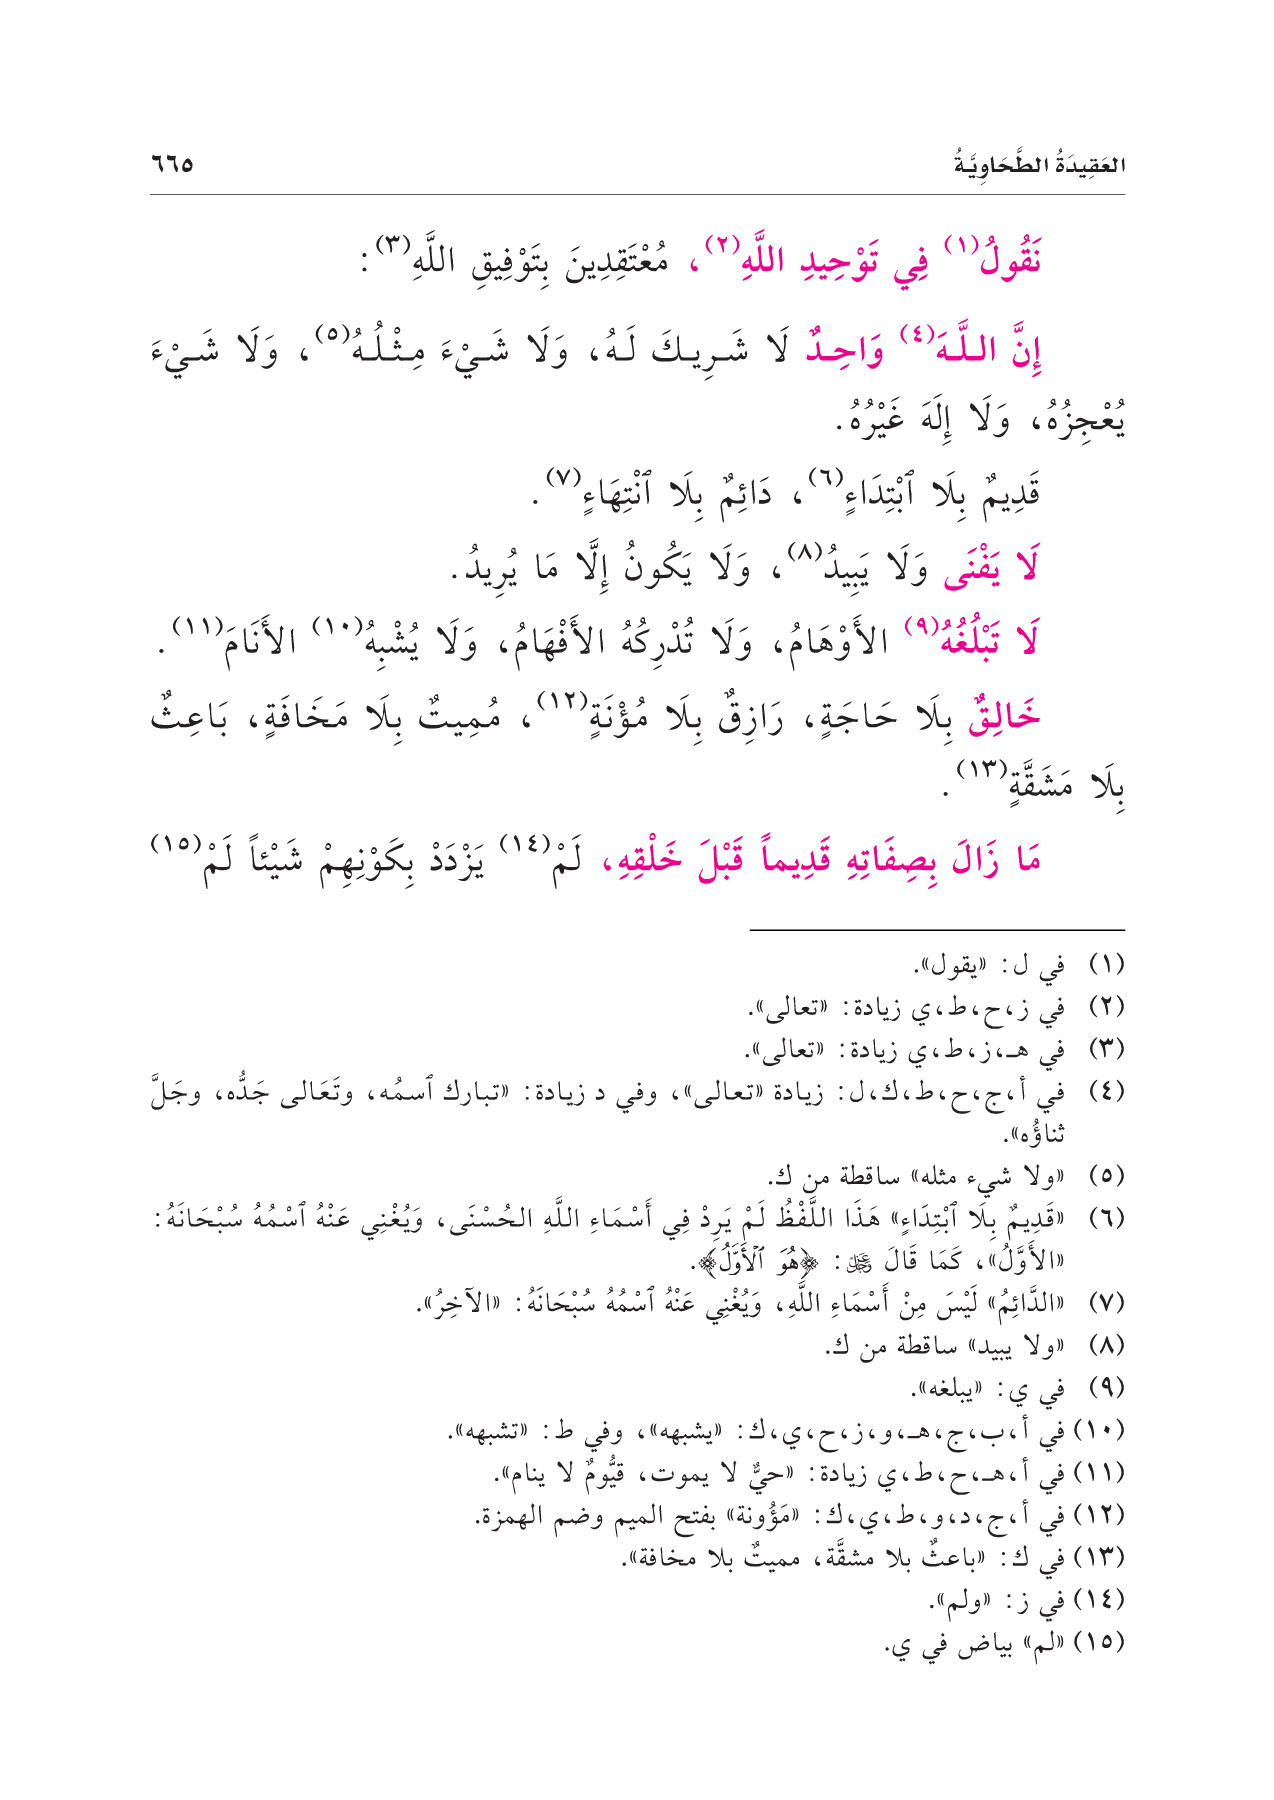 العَقِيدَةُ الطَّحَاوِيَّةُ ٦٦٥
نَقُولُ(١) فِي تَوْحِيدِ اللَّهِ(٢)، مُعْتَقِدِينَ بِتَوْفِيقِ اللَّهِ(٣):
إِنَّ اللَّهَ(٤) وَاحِدٌ لَا شَرِيكَ لَهُ، وَلَا شَيْءَ مِثْلُهُ(٥)، وَلَا شَيْءَ
يُعْجِزُهُ، وَلَا إِلَهَ غَيْرُهُ.
قَدِيمٌ بِلَا ٱبْتِدَاءٍ(٦)، دَائِمٌ بِلَا ٱنْتِهَاءٍ(٧).
لَا يَفْنَى وَلَا يَبِيدُ(٨)، وَلَا يَكُونُ إِلَّا مَا يُرِيدُ.
لَا تَبْلُغُهُ(٩) الأَوْهَامُ، وَلَا تُدْرِكُهُ الأَفْهَامُ، وَلَا يُشْبِهُ(١٠) الأَنَامَ(١١).
خَالِقٌ بِلَا حَاجَةٍ، رَازِقٌ بِلَا مُؤْنَةٍ(١٢)، مُمِيتٌ بِلَا مَخَافَةٍ، بَاعِثٌ
بِلَا مَشَقَّةٍ(١٣).
مَا زَالَ بِصِفَاتِهِ قَدِيماً قَبْلَ خَلْقِهِ، لَمْ(١٤) يَزْدَدْ بِكَوْنِهِمْ شَيْئاً لَمْ(١٥)
(١) في ل: «يقول».
(٢) في ز،ح،ط،ي زيادة: «تعالى».
(٣) في هـ،ز،ط،ي زيادة: «تعالى».
(٤) في أ،ج،ح،ط،ك،ل: زيادة «تعالى»، وفي د زيادة: «تبارك ٱسمُه، وتَعَالى جَدُّه، وجَلَّ
ثناؤُه».
(٥) «ولا شيء مثله» ساقطة من ك.
(٦) «قَدِيمٌ بِلَا ٱبْتِدَاءٍ» هَذَا اللَّفْظُ لَمْ يَرِدْ فِي أَسْمَاءِ اللَّهِ الحُسْنَى، وَيُغْنِي عَنْهُ ٱسْمُهُ سُبْحَانَهُ:
«الأَوَّلُ»، كَمَا قَالَ ﷿: ﴿هُوَ ٱلْأَوَّلُ﴾.
(٧) «الدَّائِمُ» لَيْسَ مِنْ أَسْمَاءِ اللَّهِ، وَيُغْنِي عَنْهُ ٱسْمُهُ سُبْحَانَهُ: «الآخِرُ».
(٨) «ولا يبيد» ساقطة من ك.
(٩) في ي: «يبلغه».
(١٠) في أ،ب،ج،هـ،و،ز،ح،ي،ك: «يشبهه»، وفي ط: «تشبهه».
(١١) في أ،هـ،ح،ط،ي زيادة: «حيٌّ لا يموت، قيُّومٌ لا ينام».
(١٢) في أ،ج،د،و،ط،ي،ك: «مَؤُونة» بفتح الميم وضم الهمزة.
(١٣) في ك: «باعثٌ بلا مشقَّة، مميتٌ بلا مخافة».
(١٤) في ز: «ولم».
(١٥) «لم» بياض في ي.